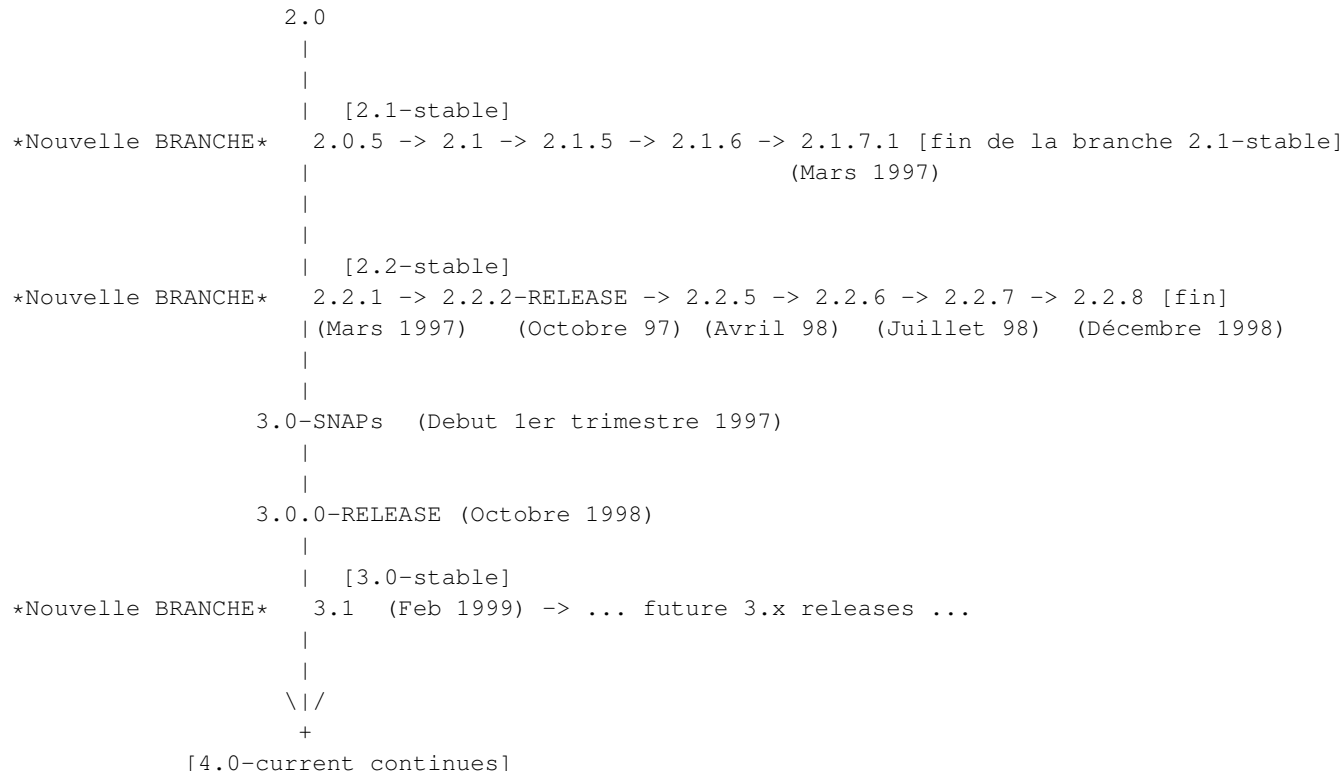 2.0
|
|
| [2.1-stable]
*Nouvelle BRANCHE* 2.0.5 -> 2.1 -> 2.1.5 -> 2.1.6 -> 2.1.7.1 [fin de la branche 2.1-stable]
| (Mars 1997)
|
|
| [2.2-stable]
*Nouvelle BRANCHE* 2.2.1 -> 2.2.2-RELEASE -> 2.2.5 -> 2.2.6 -> 2.2.7 -> 2.2.8 [fin]
|(Mars 1997) (Octobre 97) (Avril 98) (Juillet 98) (Décembre 1998)
|
|
3.0-SNAPs (Debut 1er trimestre 1997)
|
|
3.0.0-RELEASE (Octobre 1998)
|
| [3.0-stable]
*Nouvelle BRANCHE* 3.1 (Feb 1999) -> ... future 3.x releases ...
|
|
\|/
+
[4.0-current continues]